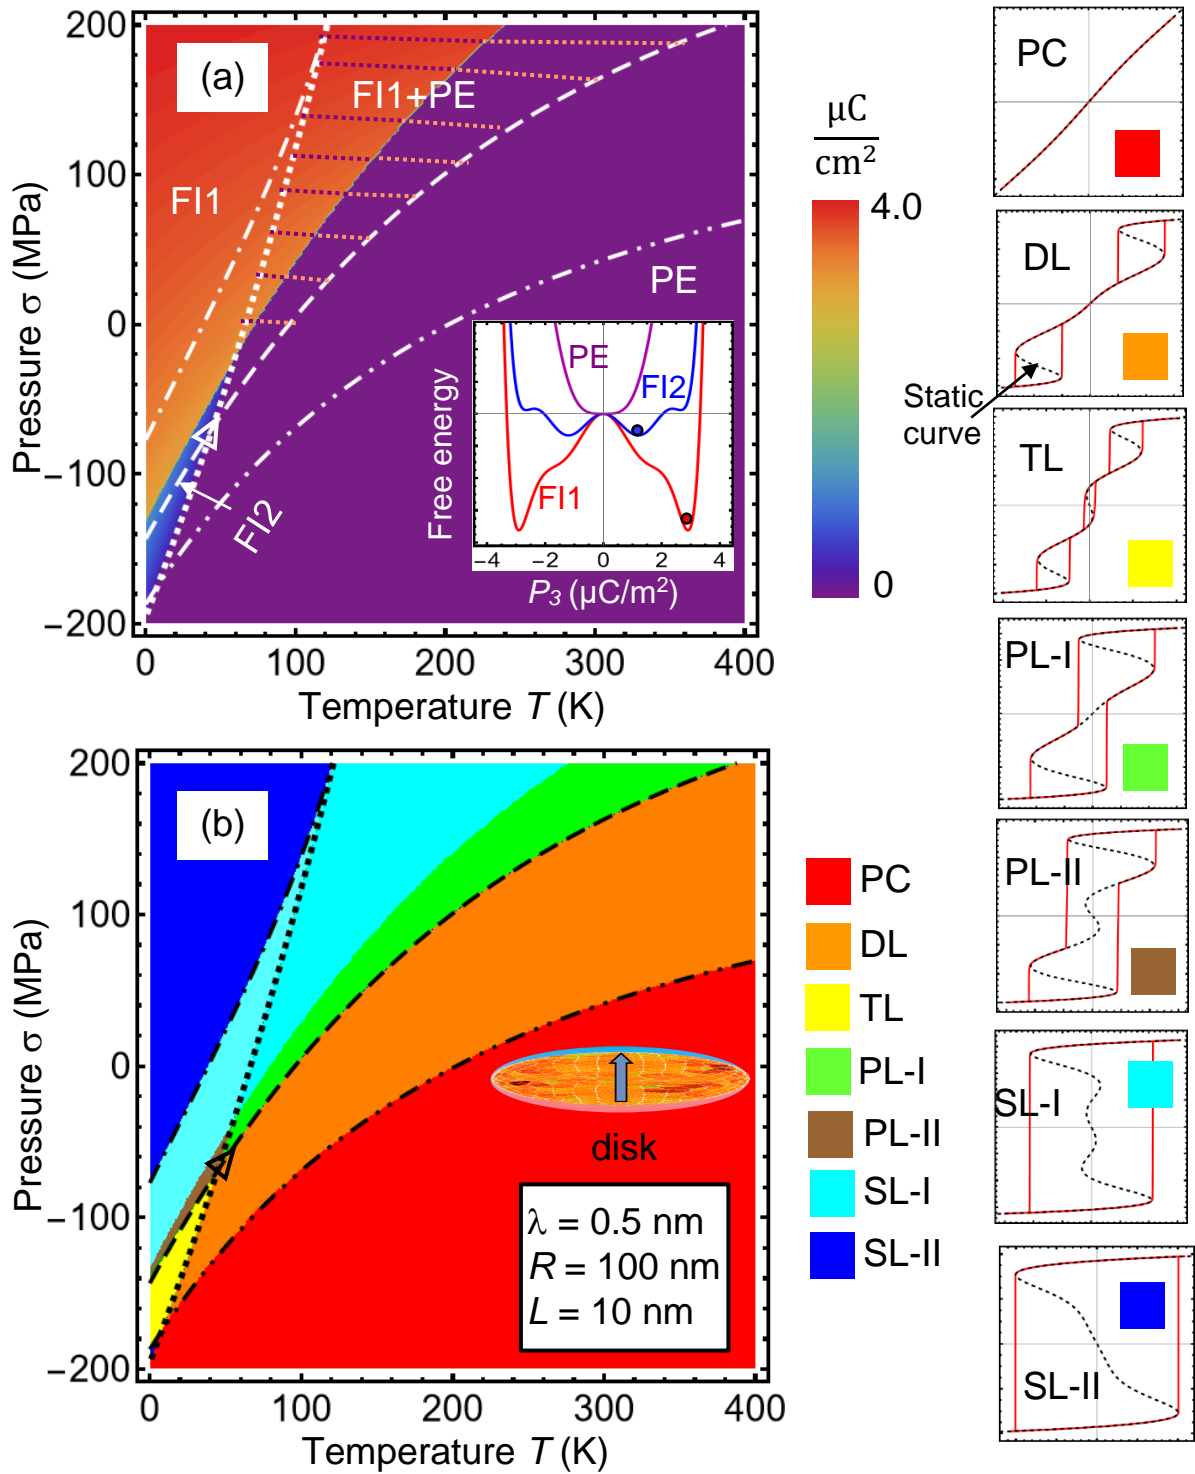 (a)
FI1
FI1+PE
FI2
PE
PE
FI2
FI1
Free energy
−4 −2 0 2 4
P3 (μC/m²)
200
100
0
−100
−200
Pressure σ (MPa)
0 100 200 300 400
Temperature T (K)
μC
cm²
4.0
0
(b)
200
100
0
−100
−200
Pressure σ (MPa)
0 100 200 300 400
Temperature T (K)
disk
λ = 0.5 nm
R = 100 nm
L = 10 nm
PC
DL
TL
PL-I
PL-II
SL-I
SL-II
PC
DL
Static
curve
TL
PL-I
PL-II
SL-I
SL-II